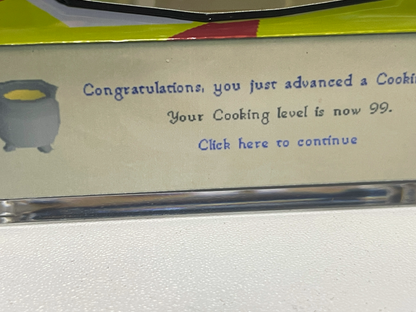 Congratulations, you just advanced a
Your Cooking level is now 99.
Click here to continue